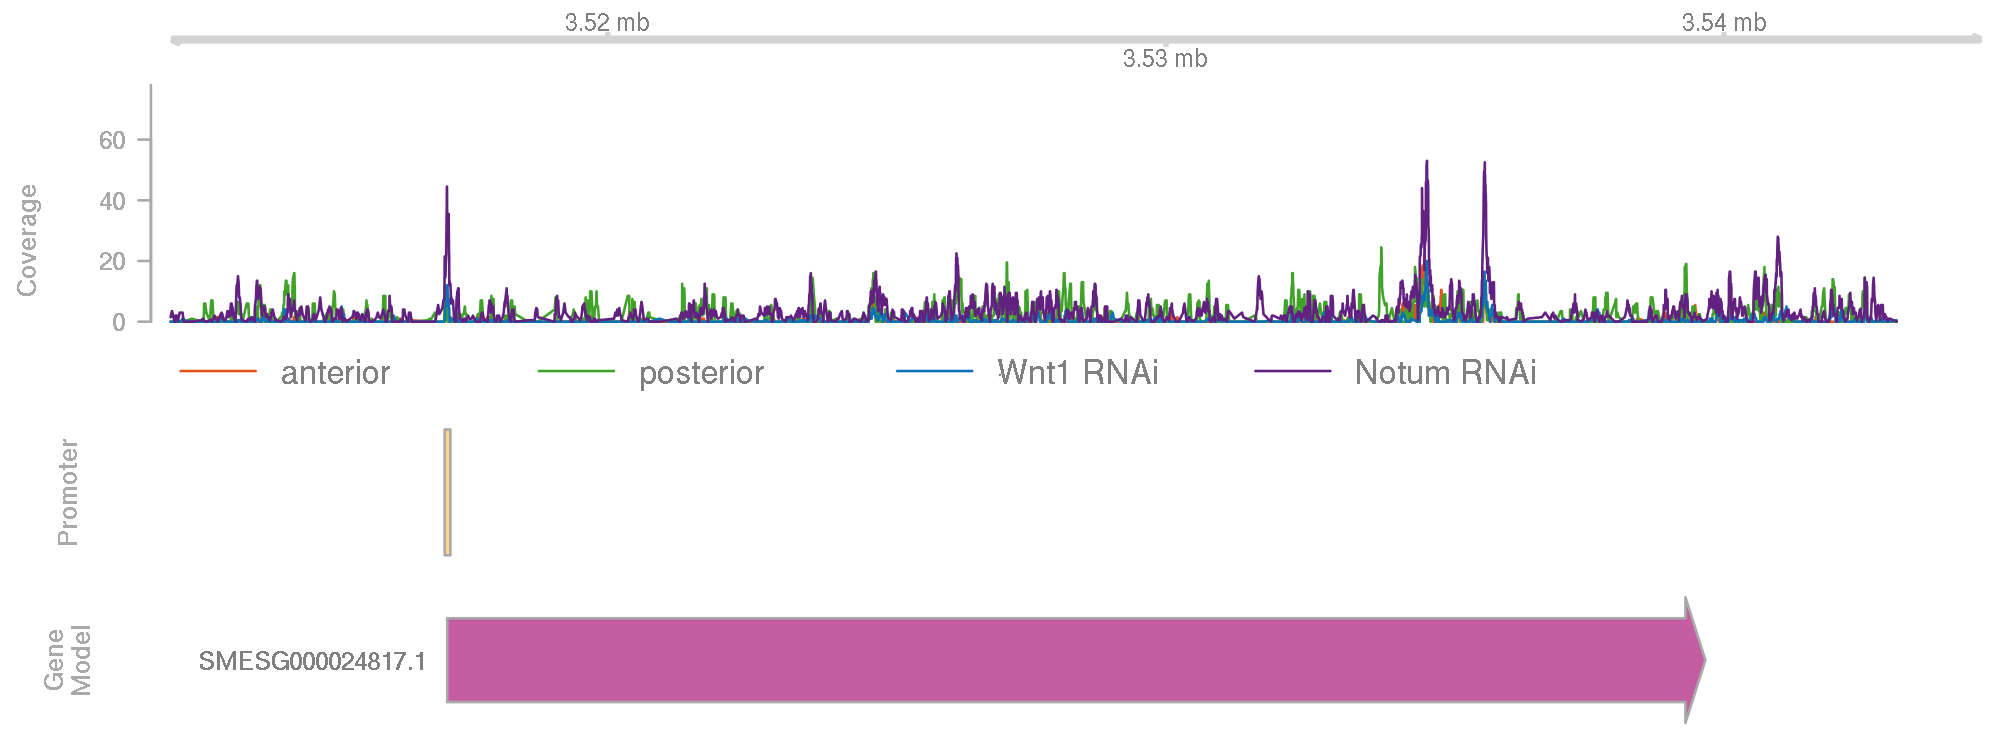 3.52 mb
3.54 mb
3.53 mb
Coverage
60
40
20
0
anterior
posterior
Wnt1 RNAi
Notum RNAi
Promoter
Gene
Model
SMESG000024817.1